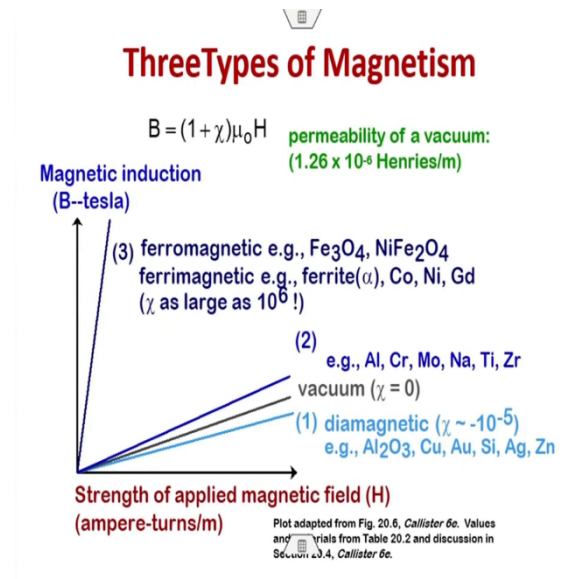 ThreeTypes of Magnetism
B = (1 + χ)μ₀H
permeability of a vacuum:
(1.26 x 10-6 Henries/m)
Magnetic induction
(B--tesla)
(3) ferromagnetic e.g., Fe3O4, NiFe2O4
ferrimagnetic e.g., ferrite(α), Co, Ni, Gd
(χ as large as 10⁶ !)
(2)
e.g., Al, Cr, Mo, Na, Ti, Zr
vacuum (χ = 0)
(1) diamagnetic (χ ~ -10⁻⁵)
e.g., Al2O3, Cu, Au, Si, Ag, Zn
Strength of applied magnetic field (H)
(ampere-turns/m)
Plot adapted from Fig. 20.6, Callister 6e. Values
rials from Table 20.2 and discussion in
20.4, Callister 6e.